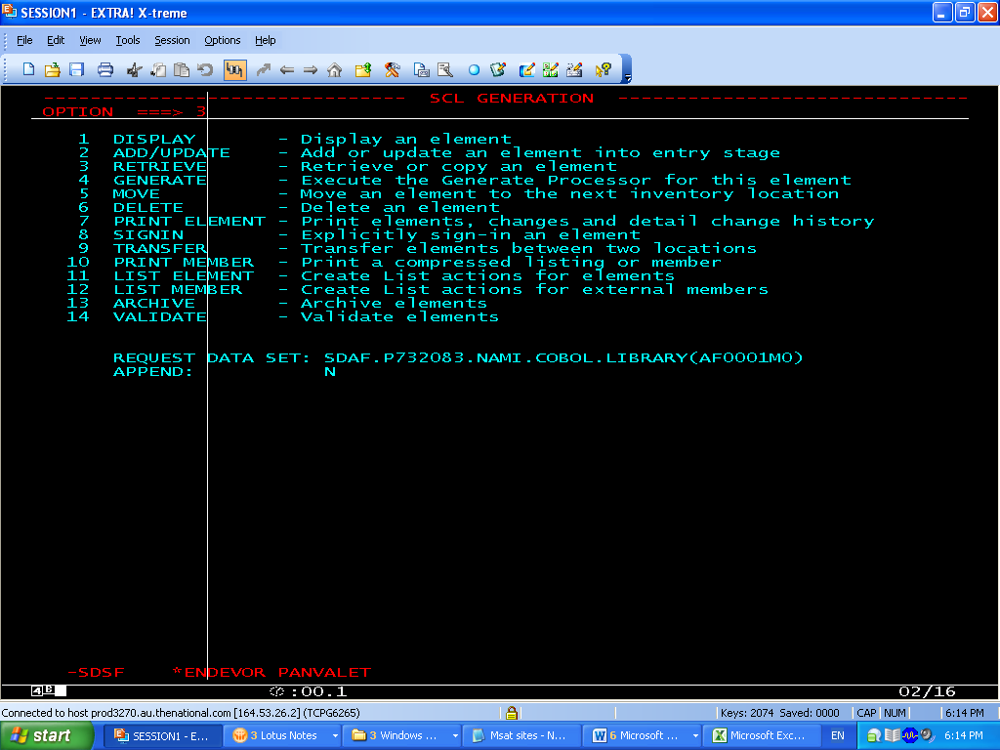 SESSION1 - EXTRA! X-treme
File Edit View Tools Session Options Help
------------------------------- SCL GENERATION ------------------------------
OPTION ===> 3
1 DISPLAY - Display an element
2 ADD/UPDATE - Add or update an element into entry stage
3 RETRIEVE - Retrieve or copy an element
4 GENERATE - Execute the Generate Processor for this element
5 MOVE - Move an element to the next inventory location
6 DELETE - Delete an element
7 PRINT ELEMENT - Print elements, changes and detail change history
8 SIGNIN - Explicitly sign-in an element
9 TRANSFER - Transfer elements between two locations
10 PRINT MEMBER - Print a compressed listing or member
11 LIST ELEMENT - Create List actions for elements
12 LIST MEMBER - Create List actions for external members
13 ARCHIVE - Archive elements
14 VALIDATE - Validate elements
REQUEST DATA SET: SDAF.P732083.NAMI.COBOL.LIBRARY(AF0001M0)
APPEND: N
-SDSF *ENDEVOR PANVALET
4 B :00.1 02/16
Connected to host prod3270.au.thenational.com [164.53.26.2] (TCPG6265) Keys: 2074 Saved: 0000 CAP NUM 6:14 PM
start SESSION1 - E... 3 Lotus Notes 3 Windows ... Msat sites - N... 6 Microsoft ... Microsoft Exc... EN 6:14 PM